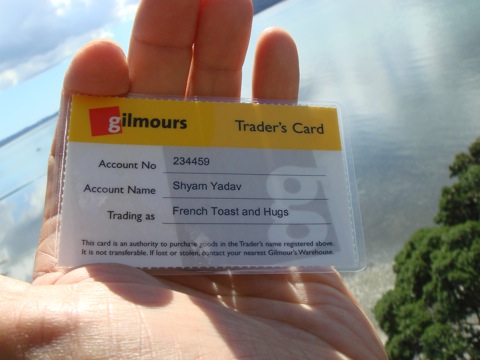 gilmours
Trader's Card
Account No 234459
Account Name Shyam Yadav
Trading as French Toast and Hugs
This card is an authority to purchase goods in the Trader's name registered above.
It is not transferable. If lost or stolen, contact your nearest Gilmour's Warehouse.